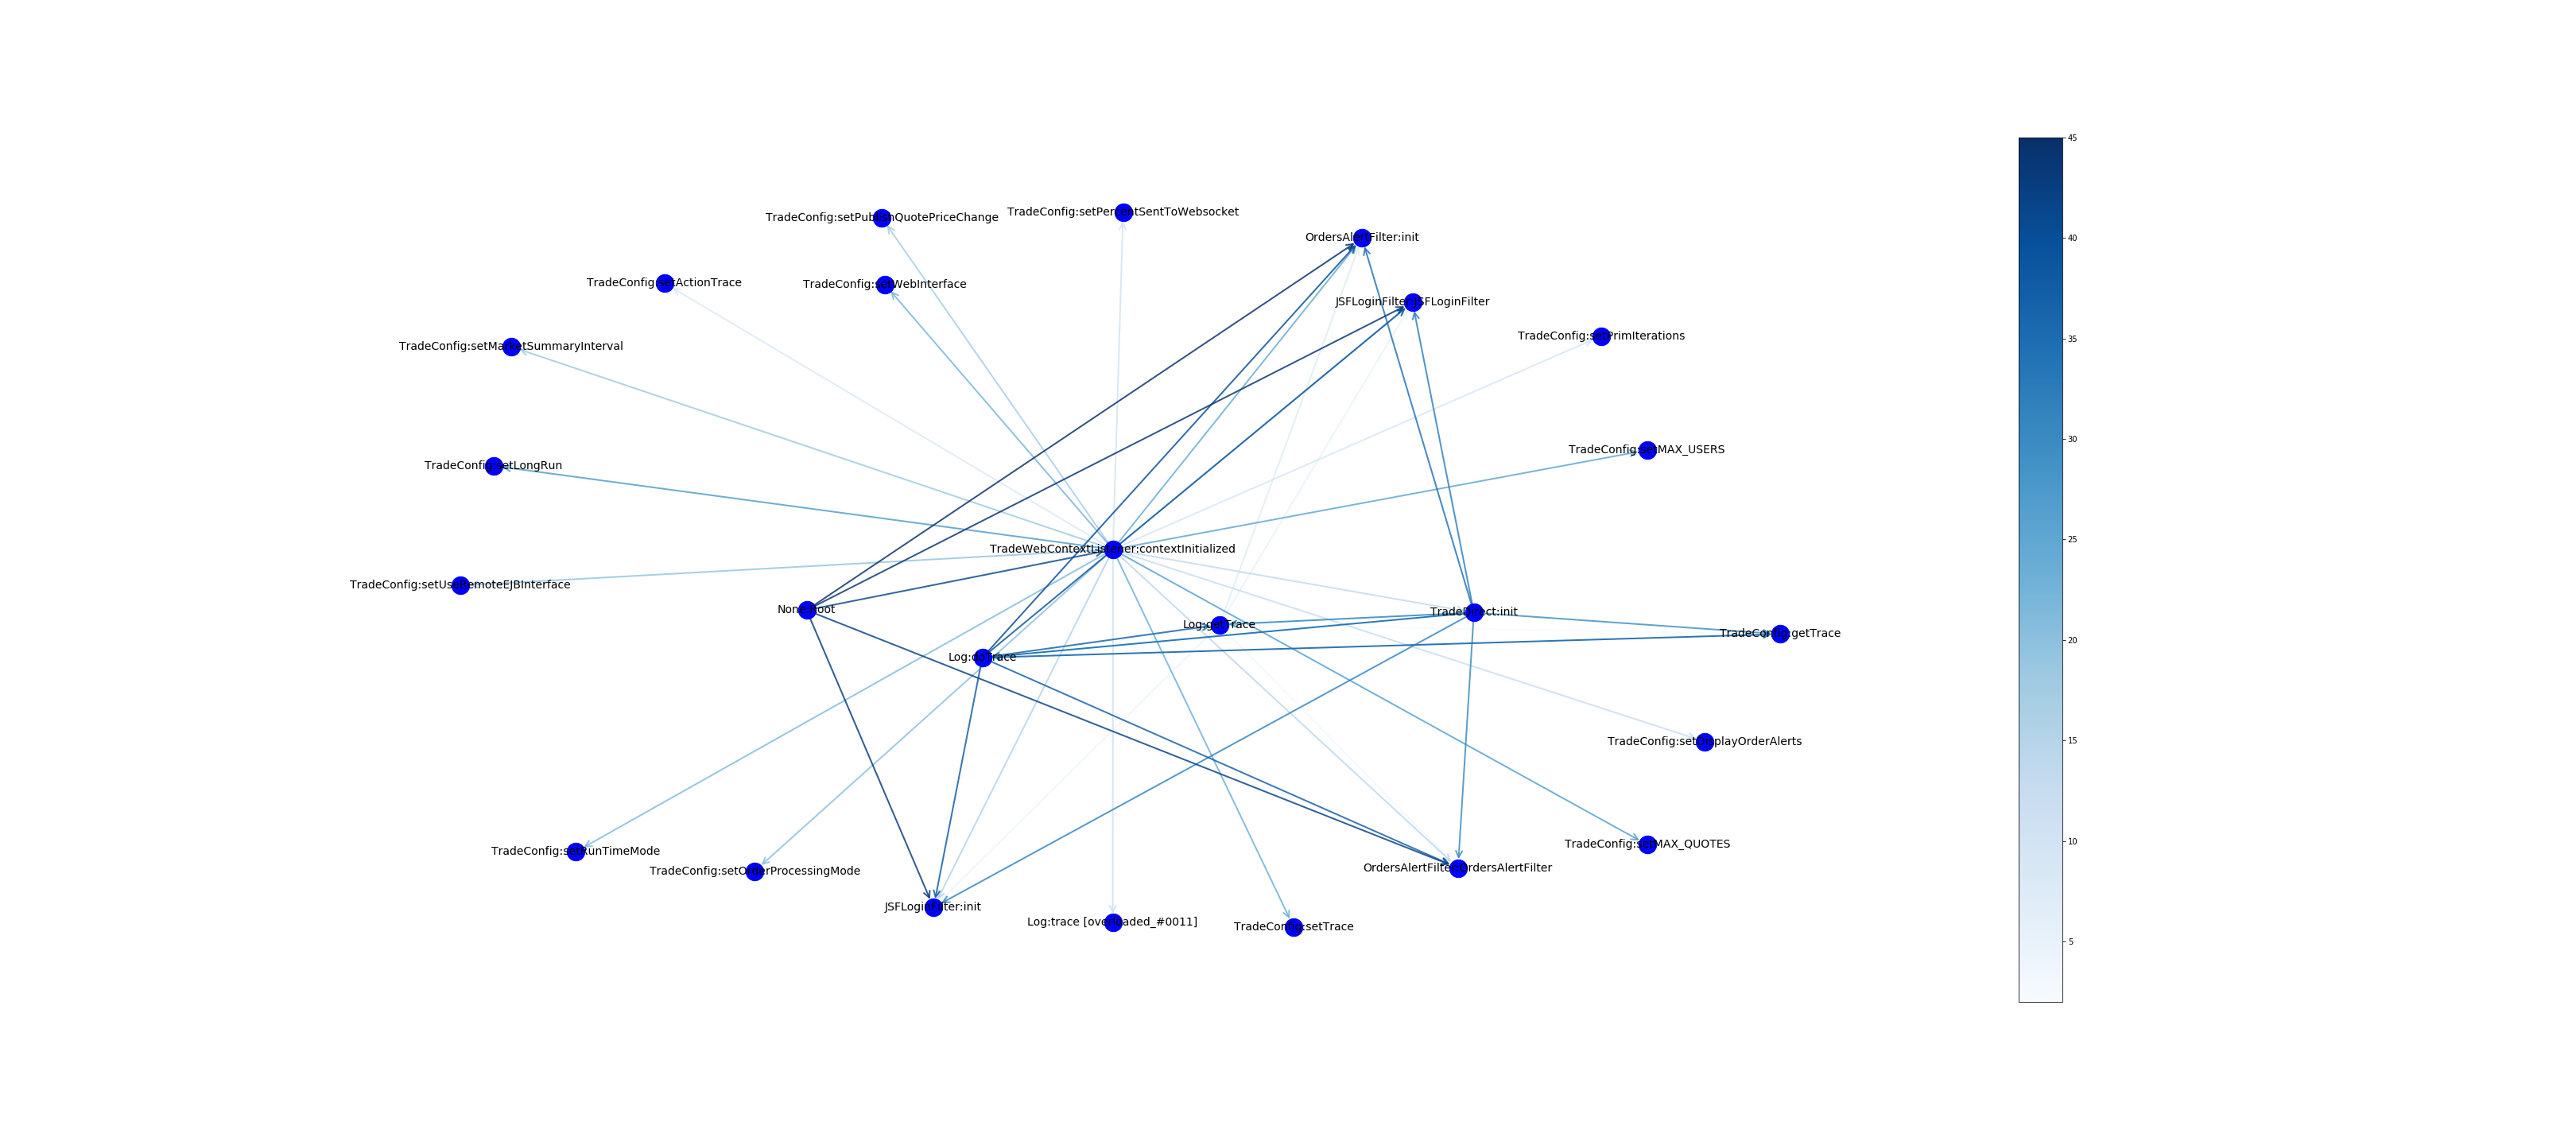 TradeConfig:setPublishQuotePriceChange
TradeConfig:setPercentSentToWebsocket
OrdersAlertFilter:init
TradeConfig:setActionTrace
TradeConfig:setWebInterface
JSFLoginFilter:JSFLoginFilter
TradeConfig:setMarketSummaryInterval
TradeConfig:setPrimIterations
TradeConfig:setLongRun
TradeConfig:setMAX_USERS
TradeWebContextListener:contextInitialized
TradeConfig:setUseRemoteEJBInterface
None:Root
TradeDirect:init
Log:getTrace
TradeConfig:getTrace
Log:doTrace
TradeConfig:setDisplayOrderAlerts
TradeConfig:setRunTimeMode
TradeConfig:setOrderProcessingMode
TradeConfig:setMAX_QUOTES
OrdersAlertFilter:OrdersAlertFilter
JSFLoginFilter:init
Log:trace [overloaded_#0011]
TradeConfig:setTrace
45
40
35
30
25
20
15
10
5